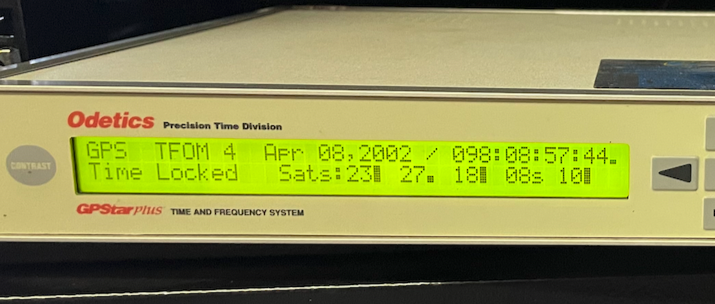 Odetics Precision Time Division
CONTRAST
GPS TFOM 4 Apr 08,2002 / 098:08:57:44.
Time Locked Sats:23 27 18 08s 10
GPStarplus TIME AND FREQUENCY SYSTEM